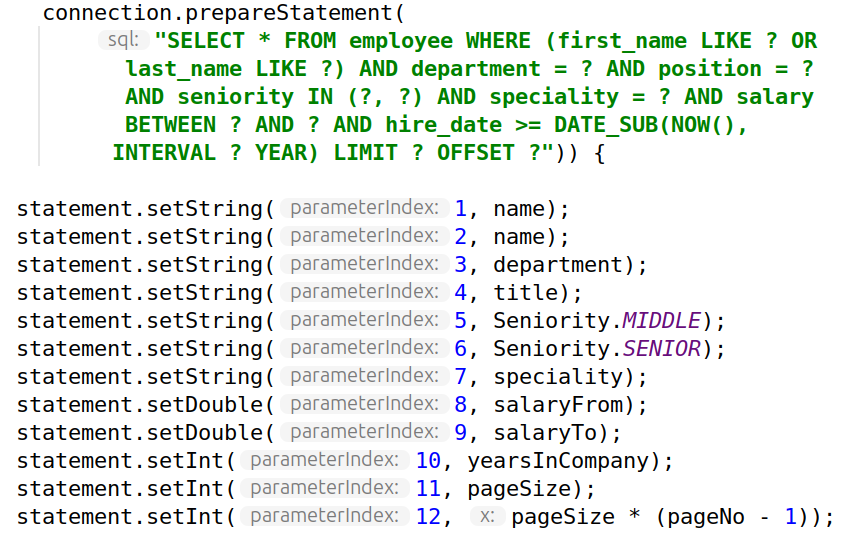 connection.prepareStatement(
sql: "SELECT * FROM employee WHERE (first_name LIKE ? OR
last_name LIKE ?) AND department = ? AND position = ?
AND seniority IN (?, ?) AND speciality = ? AND salary
BETWEEN ? AND ? AND hire_date >= DATE_SUB(NOW(),
INTERVAL ? YEAR) LIMIT ? OFFSET ?")) {
statement.setString( parameterIndex: 1, name);
statement.setString( parameterIndex: 2, name);
statement.setString( parameterIndex: 3, department);
statement.setString( parameterIndex: 4, title);
statement.setString( parameterIndex: 5, Seniority.MIDDLE);
statement.setString( parameterIndex: 6, Seniority.SENIOR);
statement.setString( parameterIndex: 7, speciality);
statement.setDouble( parameterIndex: 8, salaryFrom);
statement.setDouble( parameterIndex: 9, salaryTo);
statement.setInt( parameterIndex: 10, yearsInCompany);
statement.setInt( parameterIndex: 11, pageSize);
statement.setInt( parameterIndex: 12, x: pageSize * (pageNo - 1));